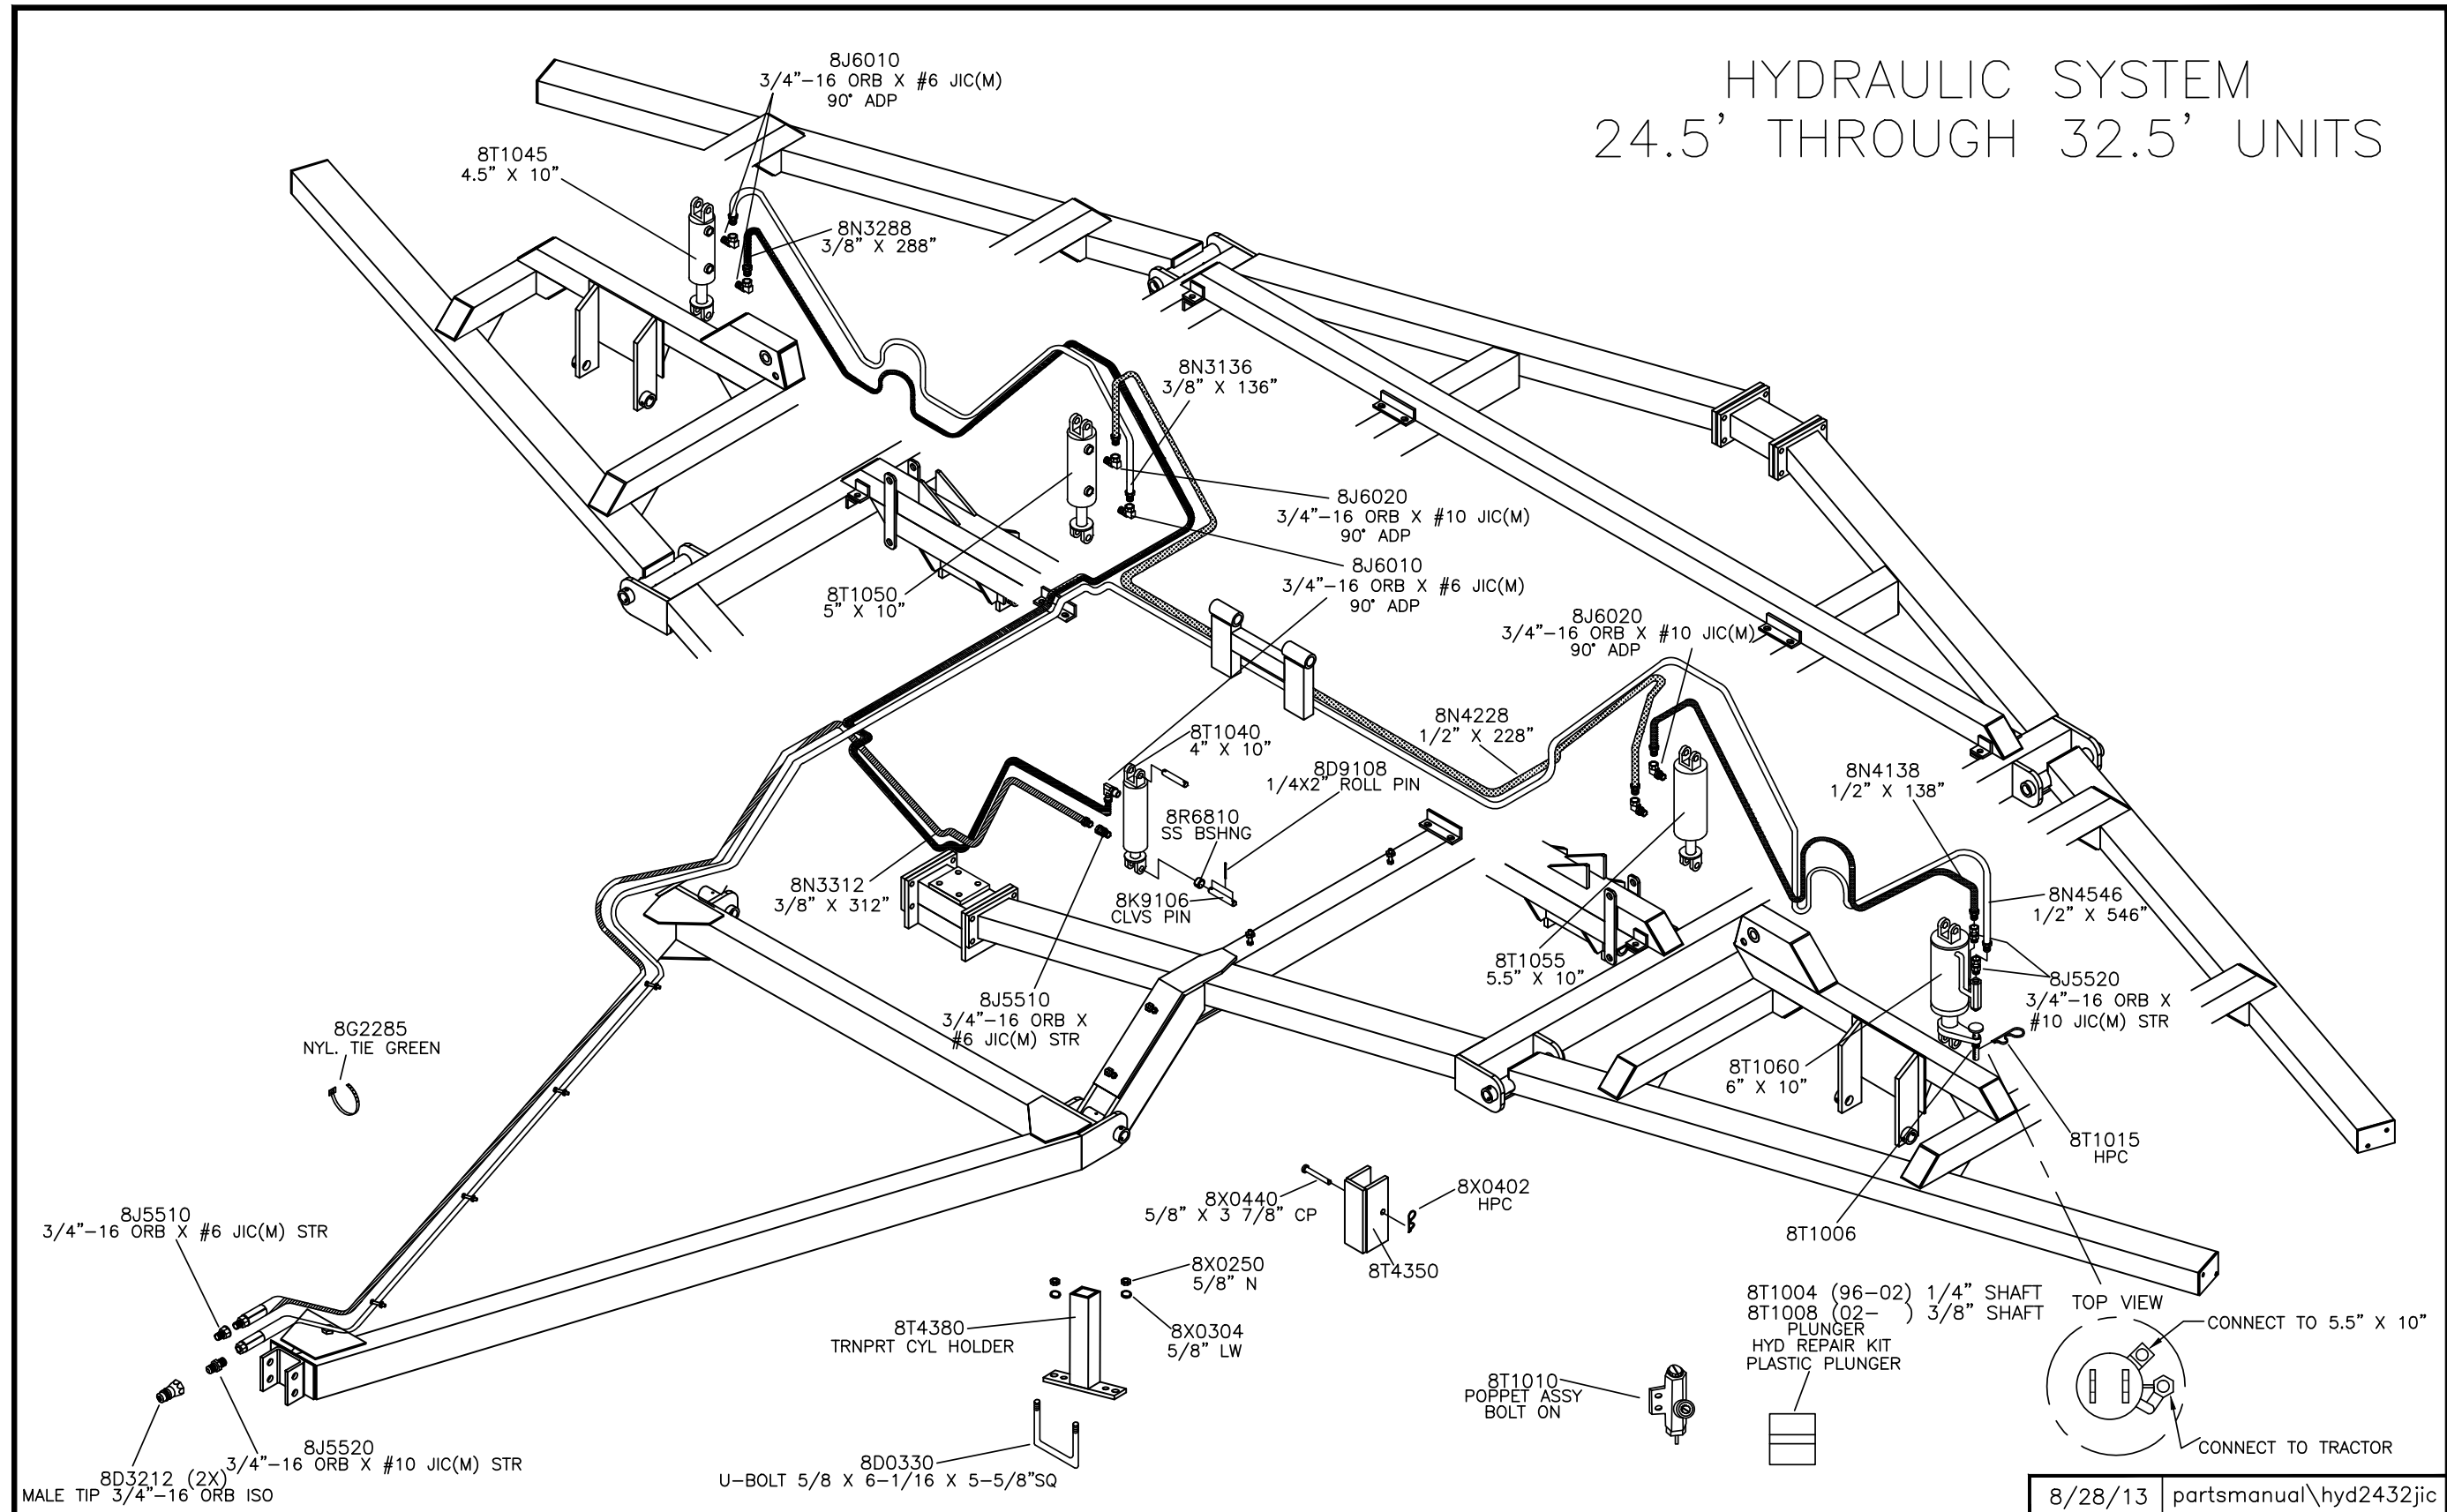 HYDRAULIC SYSTEM
24.5' THROUGH 32.5' UNITS
8J6010
3/4"-16 ORB X #6 JIC(M)
90° ADP
8T1045
4.5" X 10"
8N3288
3/8" X 288"
8N3136
3/8" X 136"
8J6020
3/4"-16 ORB X #10 JIC(M)
90° ADP
8J6010
3/4"-16 ORB X #6 JIC(M)
90° ADP
8T1050
5" X 10"
8J6020
3/4"-16 ORB X #10 JIC(M)
90° ADP
8N4228
1/2" X 228"
8T1040
4" X 10"
8D9108
1/4X2" ROLL PIN
8R6810
SS BSHNG
8N4138
1/2" X 138"
8N3312
3/8" X 312"
8K9106
CLVS PIN
8N4546
1/2" X 546"
8T1055
5.5" X 10"
8J5520
3/4"-16 ORB X
#10 JIC(M) STR
8J5510
3/4"-16 ORB X
#6 JIC(M) STR
8G2285
NYL. TIE GREEN
8T1060
6" X 10"
8T1015
HPC
8X0440
5/8" X 3 7/8" CP
8X0402
HPC
8T1006
8J5510
3/4"-16 ORB X #6 JIC(M) STR
8X0250
5/8" N
8T4350
8T1004 (96-02) 1/4" SHAFT
8T1008 (02-   ) 3/8" SHAFT
PLUNGER
HYD REPAIR KIT
PLASTIC PLUNGER
TOP VIEW
CONNECT TO 5.5" X 10"
8T4380
TRNPRT CYL HOLDER
8X0304
5/8" LW
8T1010
POPPET ASSY
BOLT ON
CONNECT TO TRACTOR
8J5520
3/4"-16 ORB X #10 JIC(M) STR
8D3212 (2X)
MALE TIP 3/4"-16 ORB ISO
8D0330
U-BOLT 5/8 X 6-1/16 X 5-5/8"SQ
8/28/13 partsmanual\hyd2432jic